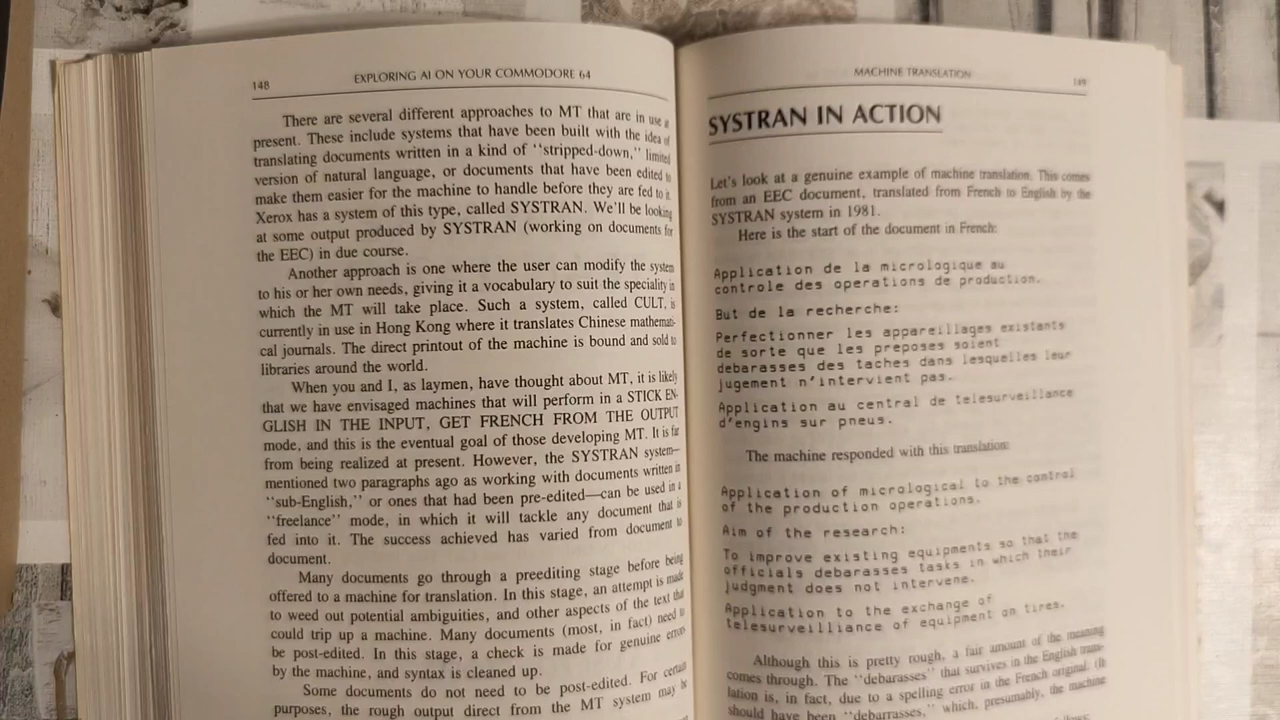 148
EXPLORING AI ON YOUR COMMODORE 64
There are several different approaches to MT that are in use at
present. These include systems that have been built with the idea of
translating documents written in a kind of "stripped-down," limited
version of natural language, or documents that have been edited to
make them easier for the machine to handle before they are fed to it.
Xerox has a system of this type, called SYSTRAN. We'll be looking
at some output produced by SYSTRAN (working on documents for
the EEC) in due course.
Another approach is one where the user can modify the system
to his or her own needs, giving it a vocabulary to suit the speciality in
which the MT will take place. Such a system, called CULT, is
currently in use in Hong Kong where it translates Chinese mathemati-
cal journals. The direct printout of the machine is bound and sold to
libraries around the world.
When you and I, as laymen, have thought about MT, it is likely
that we have envisaged machines that will perform in a STICK EN-
GLISH IN THE INPUT, GET FRENCH FROM THE OUTPUT
mode, and this is the eventual goal of those developing MT. It is far
from being realized at present. However, the SYSTRAN system—
mentioned two paragraphs ago as working with documents written in
"sub-English," or ones that had been pre-edited—can be used in a
"freelance" mode, in which it will tackle any document that is
fed into it. The success achieved has varied from document to
document.
Many documents go through a preediting stage before being
offered to a machine for translation. In this stage, an attempt is made
to weed out potential ambiguities, and other aspects of the text that
could trip up a machine. Many documents (most, in fact) need to
be post-edited. In this stage, a check is made for genuine errors
by the machine, and syntax is cleaned up.
Some documents do not need to be post-edited. For certain
purposes, the rough output direct from the MT system may be
MACHINE TRANSLATION
149
SYSTRAN IN ACTION
Let's look at a genuine example of machine translation. This comes
from an EEC document, translated from French to English by the
SYSTRAN system in 1981.
Here is the start of the document in French:
Application de la micrologique au
controle des operations de production.
But de la recherche:
Perfectionner les appareillages existants
de sorte que les preposes soient
debarasses des taches dans lesquelles leur
jugement n'intervient pas.
Application au central de telesurveillance
d'engins sur pneus.
The machine responded with this translation:
Application of micrological to the control
of the production operations.
Aim of the research:
To improve existing equipments so that the
officials debarasses tasks in which their
judgment does not intervene.
Application to the exchange of
telesurveilliance of equipment on tires.
Although this is pretty rough, a fair amount of the meaning
comes through. The "debarasses" that survives in the English trans-
lation is, in fact, due to a spelling error in the French original. (It
should have been "debarrasses," which, presumably, the machine